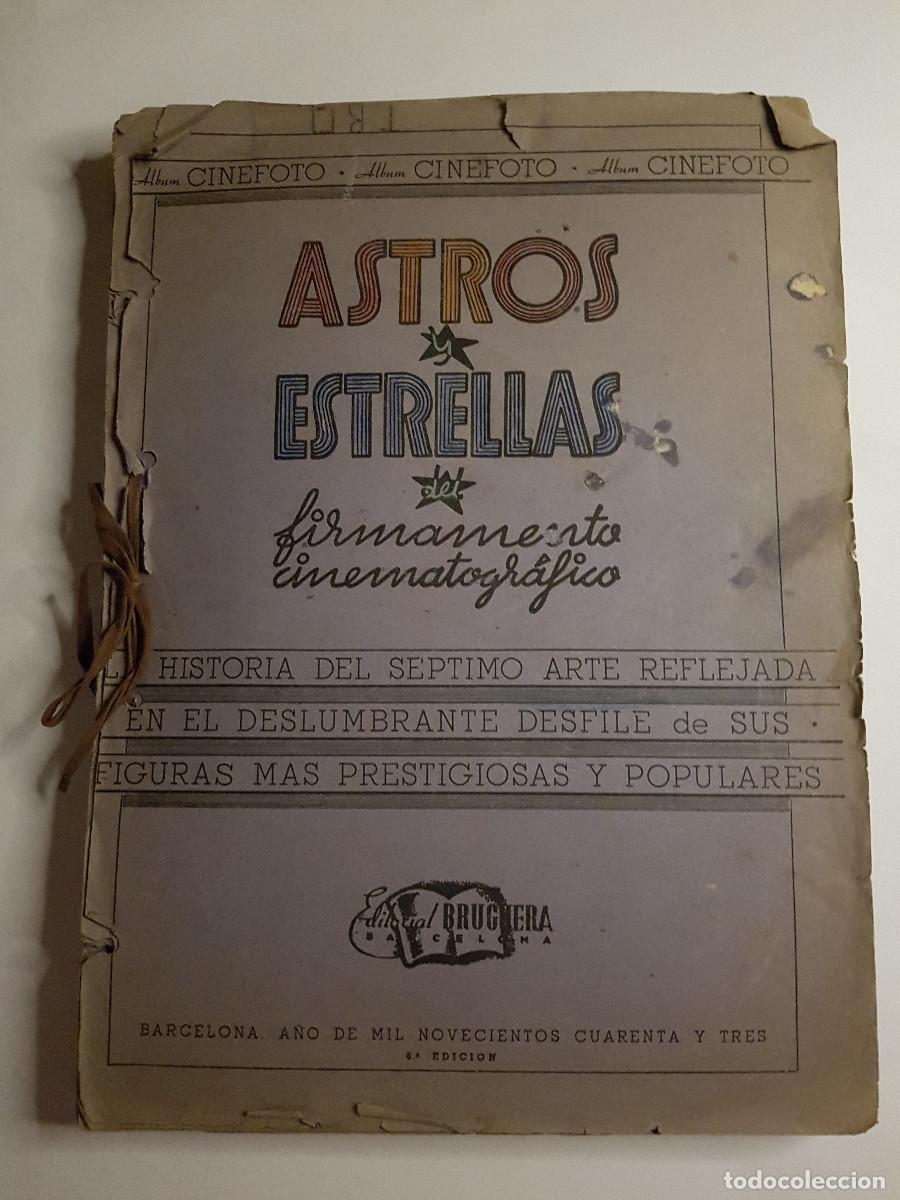 Album CINEFOTO · Album CINEFOTO · Album CINEFOTO
ASTROS
y
ESTRELLAS
del
firmamento
cinematográfico
HISTORIA DEL SEPTIMO ARTE REFLEJADA
EN EL DESLUMBRANTE DESFILE de SUS ·
FIGURAS MAS PRESTIGIOSAS Y POPULARES
Editorial BRUGUERA
BARCELONA
BARCELONA. AÑO DE MIL NOVECIENTOS CUARENTA Y TRES
6ª EDICION
todocoleccion